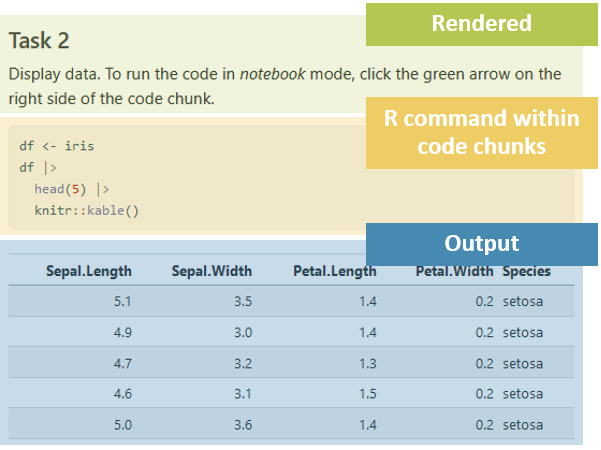 Rendered
Task 2
Display data. To run the code in notebook mode, click the green arrow on the
right side of the code chunk.
R command within
code chunks
df <- iris
df |>
  head(5) |>
  knitr::kable()
Output
Sepal.Length Sepal.Width Petal.Length Petal.Width Species
5.1 3.5 1.4 0.2 setosa
4.9 3.0 1.4 0.2 setosa
4.7 3.2 1.3 0.2 setosa
4.6 3.1 1.5 0.2 setosa
5.0 3.6 1.4 0.2 setosa